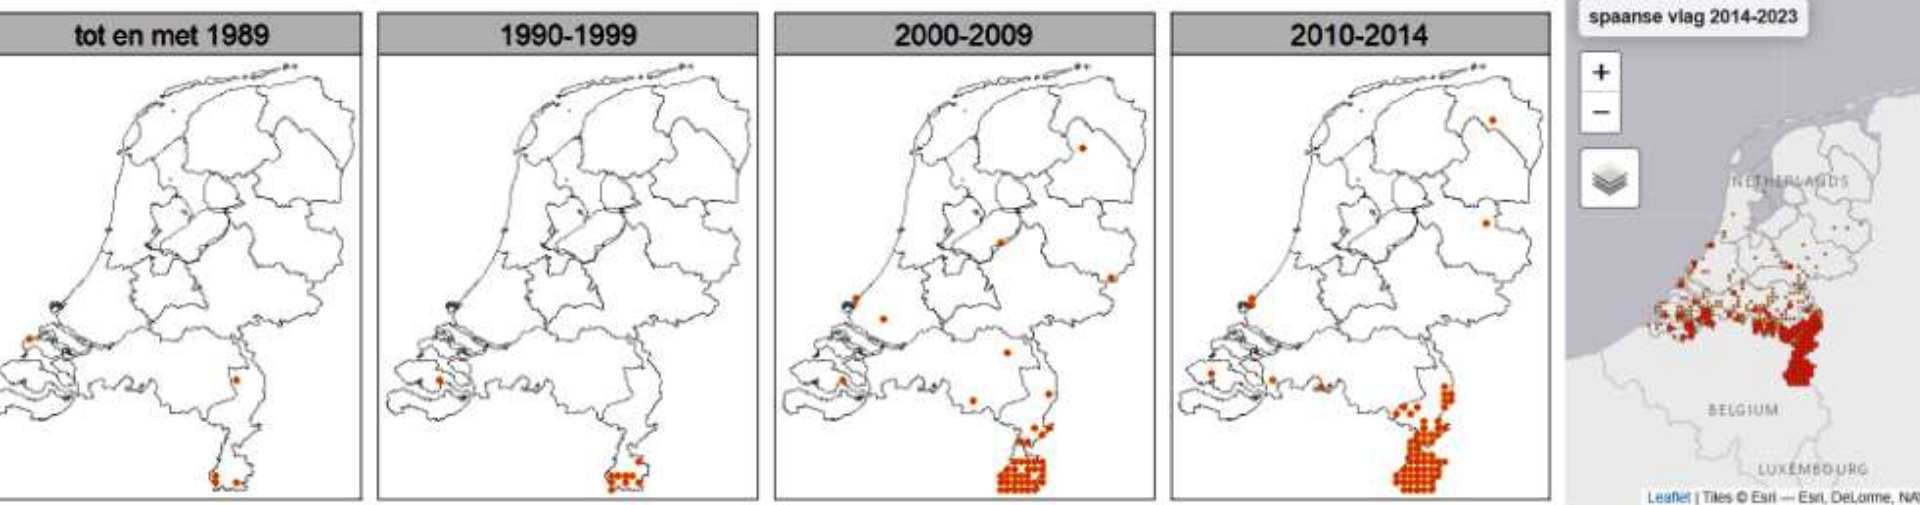 tot en met 1989
1990-1999
2000-2009
2010-2014
spaanse vlag 2014-2023
+
−
NETHERLANDS
BELGIUM
LUXEMBOURG
Leaflet | Tiles © Esri — Esri, DeLorme,